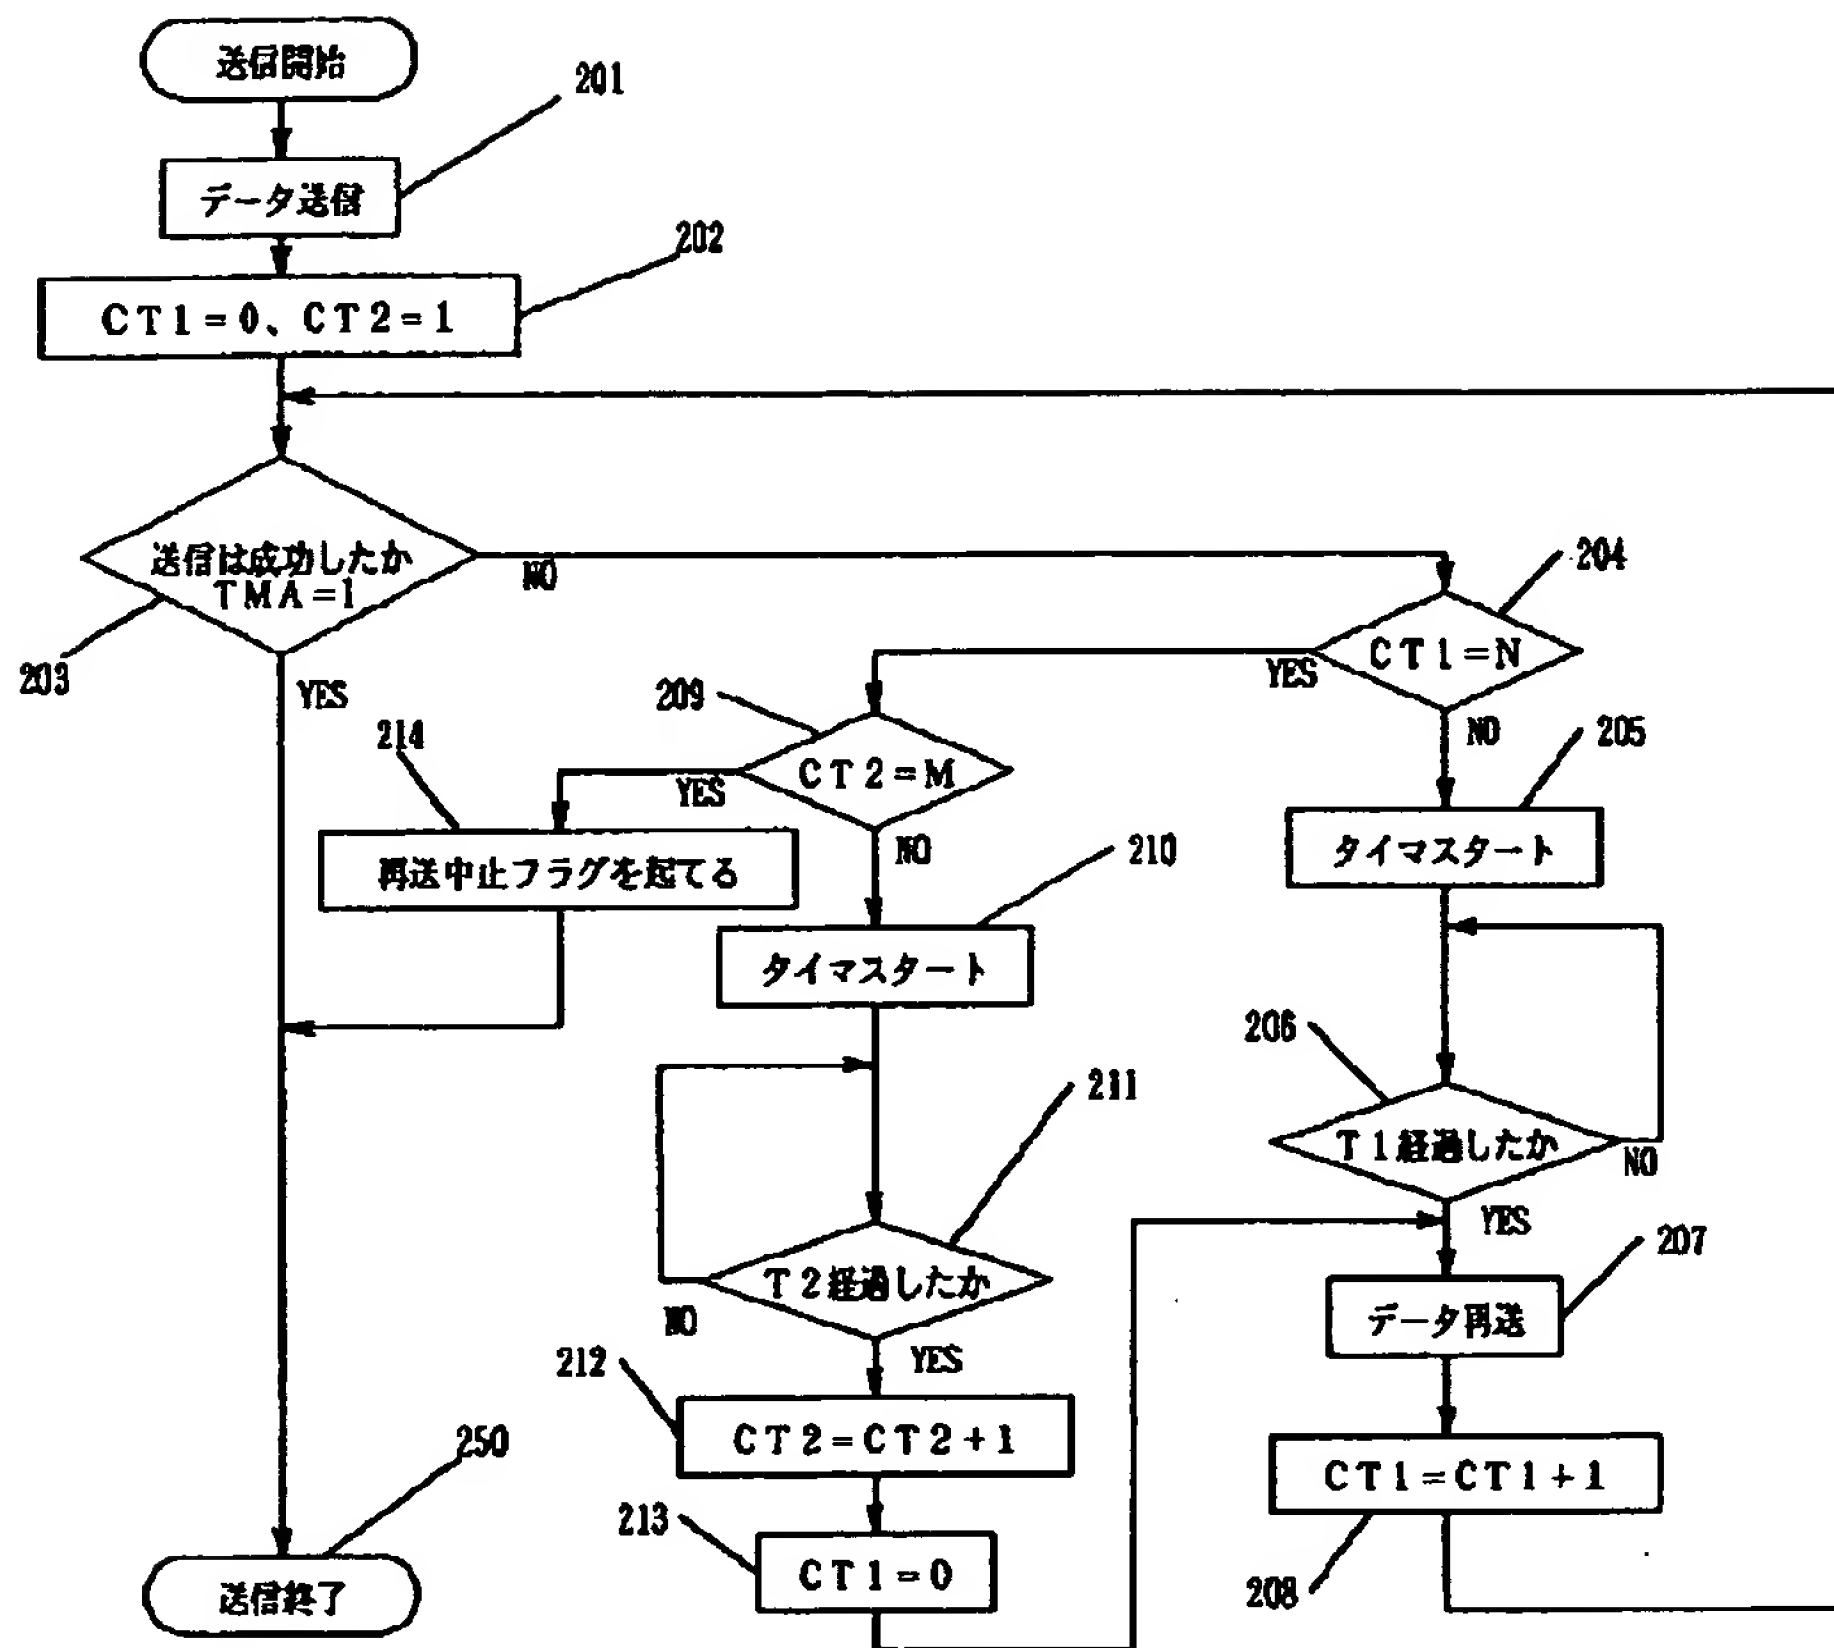 送信開始
201
データ送信
202
CT1=0、CT2=1
送信は成功したか
TMA=1
NO
YES
203
204
CT1=N
YES
NO
209
CT2=M
YES
NO
214
再送中止フラグを起てる
205
タイマスタート
210
タイマスタート
206
T1経過したか
NO
YES
211
T2経過したか
NO
YES
207
データ再送
212
CT2=CT2+1
208
CT1=CT1+1
213
CT1=0
250
送信終了